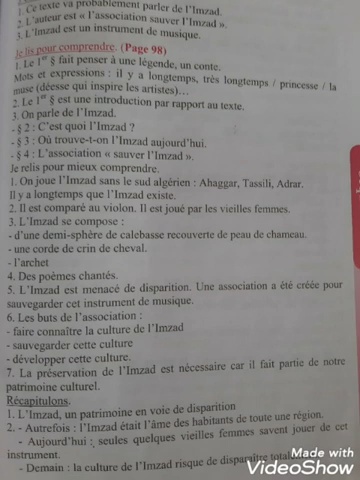 1. Ce texte va probablement parler de l'Imzad.
2. L'auteur est « l'association sauver l'Imzad ».
3. L'Imzad est un instrument de musique.
Je lis pour comprendre. (Page 98)
1. Le 1er § fait penser à une légende, un conte.
Mots et expressions : il y a longtemps, très longtemps / princesse / la
muse (déesse qui inspire les artistes)…
2. Le 1er § est une introduction par rapport au texte.
3. On parle de l'Imzad.
- § 2 : C'est quoi l'Imzad ?
- § 3 : Où trouve-t-on l'Imzad aujourd'hui.
- § 4 : L'association « sauver l'Imzad ».
Je relis pour mieux comprendre.
1. On joue l'Imzad sans le sud algérien : Ahaggar, Tassili, Adrar.
Il y a longtemps que l'Imzad existe.
2. Il est comparé au violon. Il est joué par les vieilles femmes.
3. L'Imzad se compose :
- d'une demi-sphère de calebasse recouverte de peau de chameau.
- une corde de crin de cheval.
- l'archet
4. Des poèmes chantés.
5. L'Imzad est menacé de disparition. Une association a été créée pour
sauvegarder cet instrument de musique.
6. Les buts de l'association :
- faire connaître la culture de l'Imzad
- sauvegarder cette culture
- développer cette culture.
7. La préservation de l'Imzad est nécessaire car il fait partie de notre
patrimoine culturel.
Récapitulons.
1. L'Imzad, un patrimoine en voie de disparition
2. - Autrefois : l'Imzad était l'âme des habitants de toute une région.
- Aujourd'hui : seules quelques vieilles femmes savent jouer de cet
instrument.
- Demain : la culture de l'Imzad risque de disparaître
Made with
VideoShow